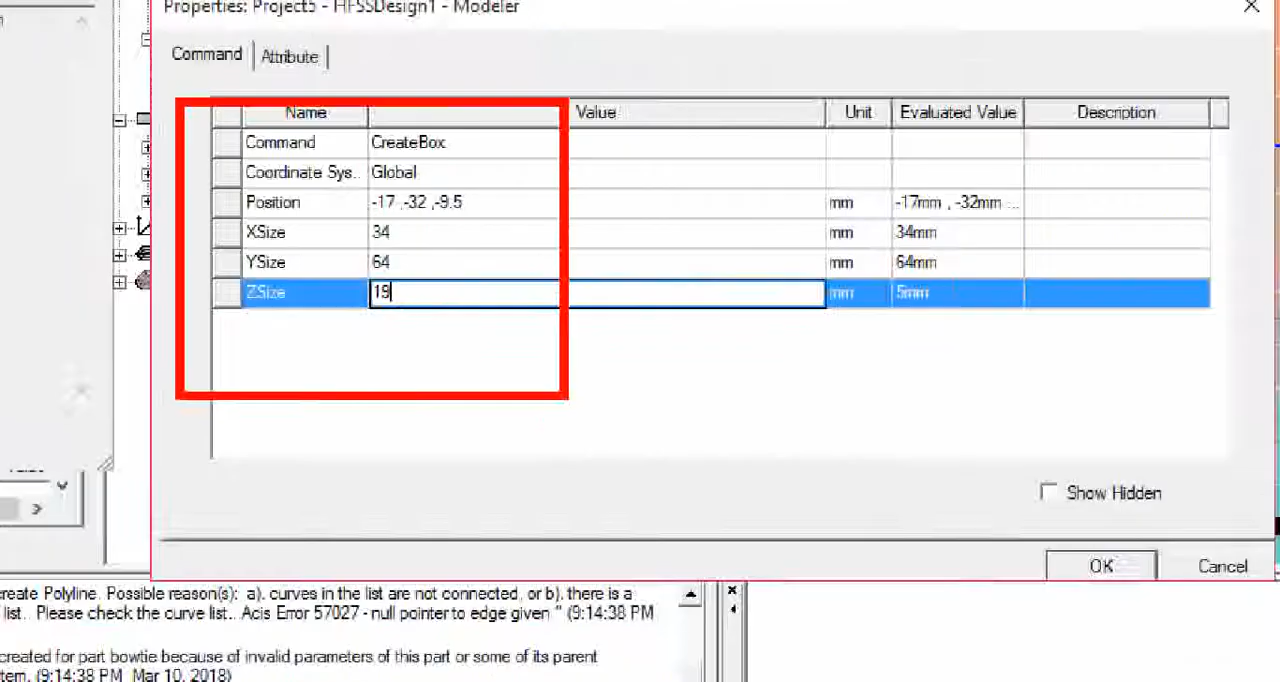 Properties: Project5 - HFSSDesign1 - Modeler
Command Attribute
Name Value Unit Evaluated Value Description
Command CreateBox
Coordinate Sys.. Global
Position -17 ,-32 ,-9.5 mm -17mm , -32mm ...
XSize 34 mm 34mm
YSize 64 mm 64mm
ZSize 19 mm 5mm
Show Hidden
OK Cancel
reate Polyline. Possible reason(s): a). curves in the list are not connected, or b). there is a
list.. Please check the curve list.. Acis Error 57027 - null pointer to edge given " (9:14:38 PM
created for part bowtie because of invalid parameters of this part or some of its parent
tem. (9:14:38 PM Mar 10, 2018)